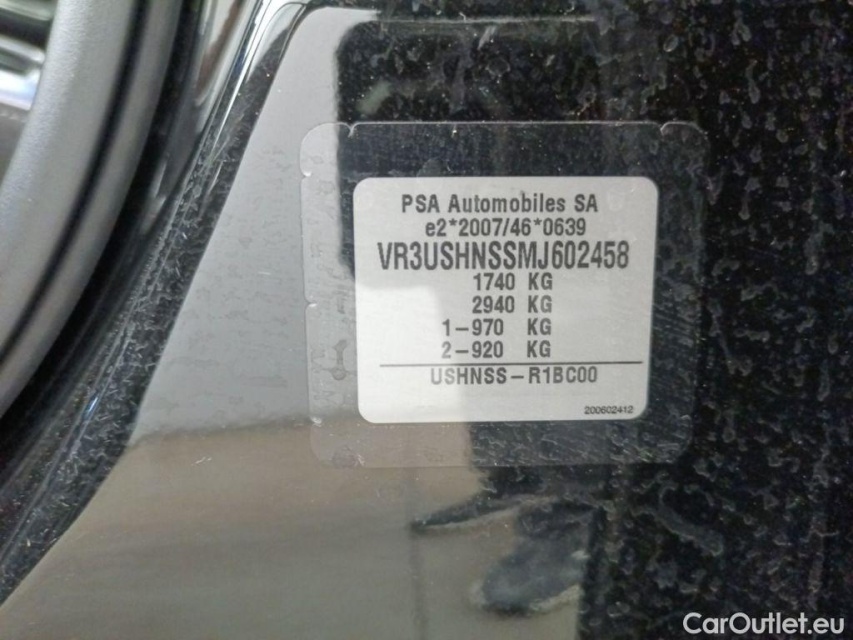 PSA Automobiles SA
e2*2007/46*0639
VR3USHNSSMJ602458
1740 KG
2940 KG
1-970 KG
2-920 KG
USHNSS-R1BC00
200602412
CarOutlet.eu